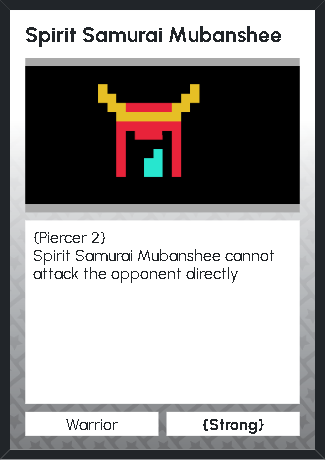 Spirit Samurai Mubanshee
{Piercer 2}
Spirit Samurai Mubanshee cannot
attack the opponent directly
Warrior
{Strong}